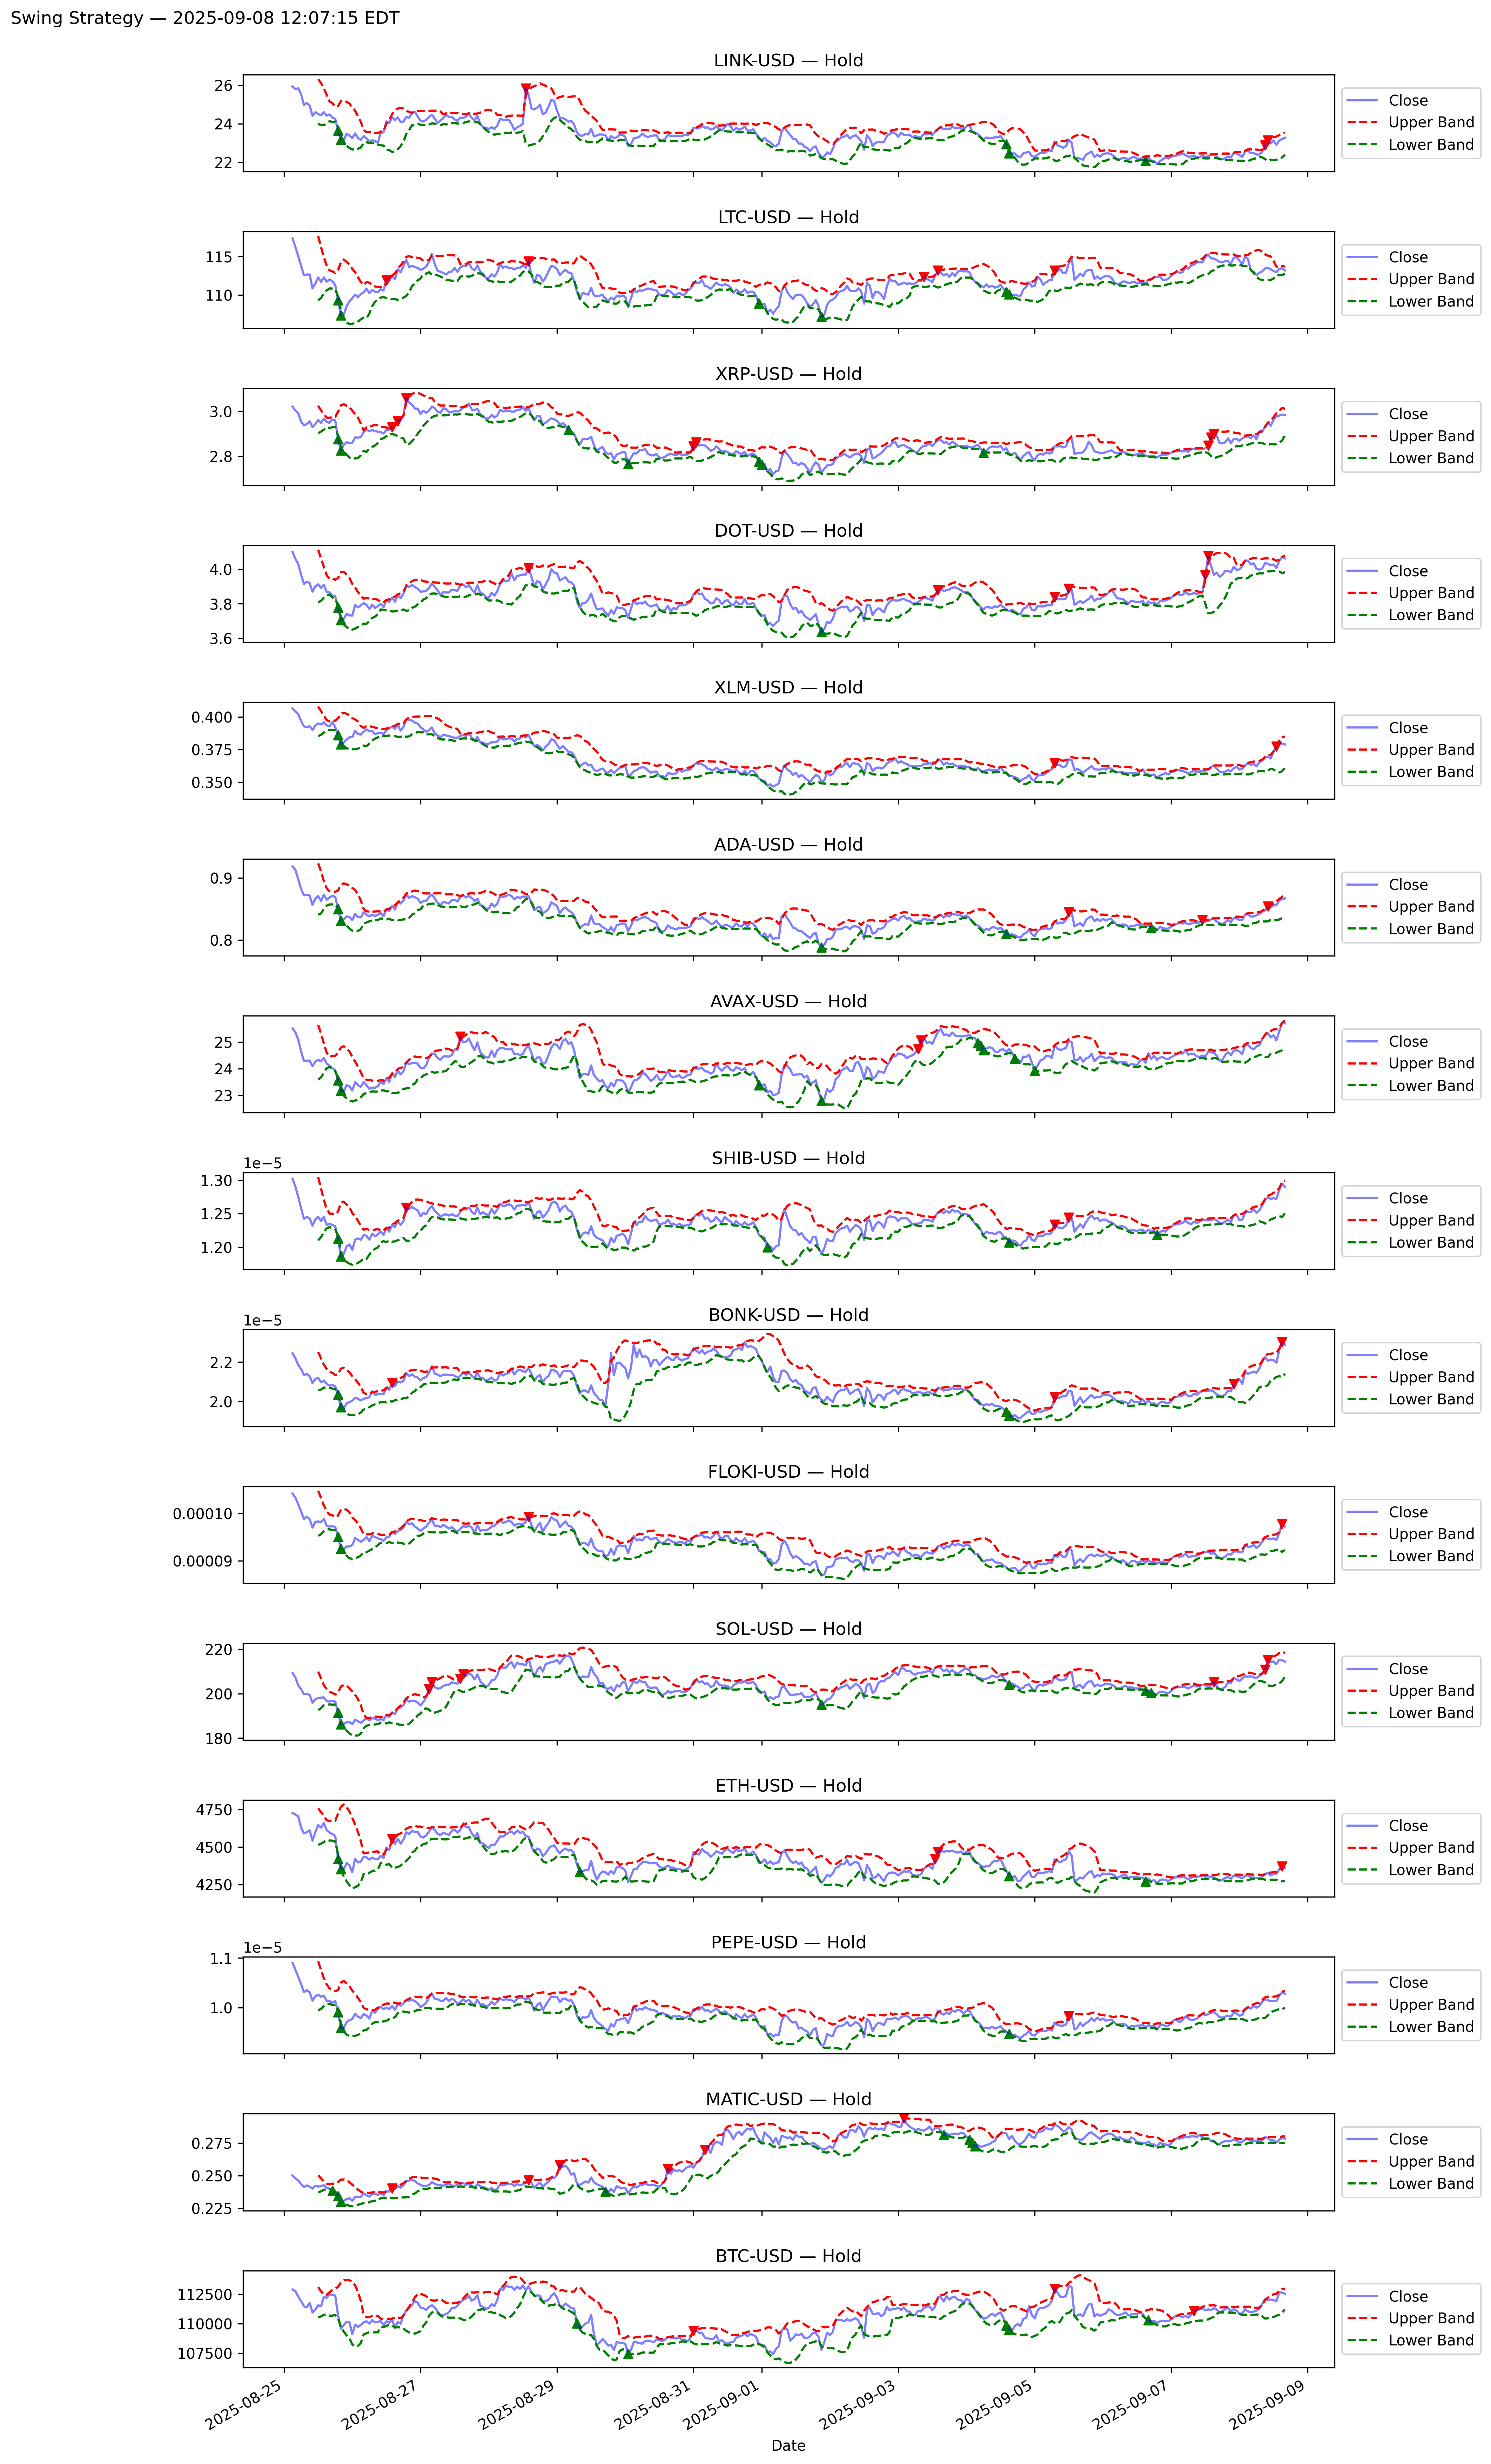 Swing Strategy — 2025-09-08 12:07:15 EDT
LINK-USD — Hold
26
24
22
Close
Upper Band
Lower Band
LTC-USD — Hold
115
110
Close
Upper Band
Lower Band
XRP-USD — Hold
3.0
2.8
Close
Upper Band
Lower Band
DOT-USD — Hold
4.0
3.8
3.6
Close
Upper Band
Lower Band
XLM-USD — Hold
0.400
0.375
0.350
Close
Upper Band
Lower Band
ADA-USD — Hold
0.9
0.8
Close
Upper Band
Lower Band
AVAX-USD — Hold
25
24
23
Close
Upper Band
Lower Band
SHIB-USD — Hold
1e−5
1.30
1.25
1.20
Close
Upper Band
Lower Band
BONK-USD — Hold
1e−5
2.2
2.0
Close
Upper Band
Lower Band
FLOKI-USD — Hold
0.00010
0.00009
Close
Upper Band
Lower Band
SOL-USD — Hold
220
200
180
Close
Upper Band
Lower Band
ETH-USD — Hold
4750
4500
4250
Close
Upper Band
Lower Band
PEPE-USD — Hold
1e−5
1.1
1.0
Close
Upper Band
Lower Band
MATIC-USD — Hold
0.275
0.250
0.225
Close
Upper Band
Lower Band
BTC-USD — Hold
112500
110000
107500
Close
Upper Band
Lower Band
2025-08-25
2025-08-27
2025-08-29
2025-08-31
2025-09-01
2025-09-03
2025-09-05
2025-09-07
2025-09-09
Date